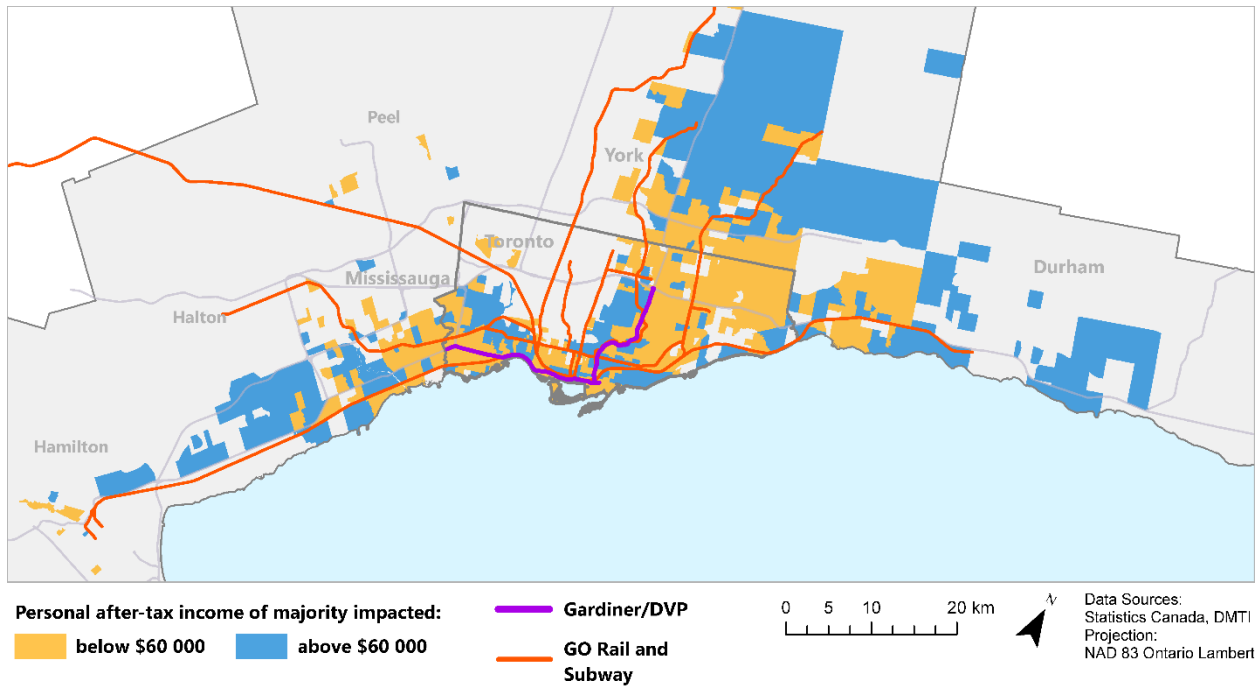 Peel
York
Toronto
Mississauga
Durham
Halton
Hamilton
Personal after-tax income of majority impacted:
below $60 000
above $60 000
Gardiner/DVP
GO Rail and
Subway
0 5 10 20 km
N
Data Sources:
Statistics Canada, DMTI
Projection:
NAD 83 Ontario Lambert